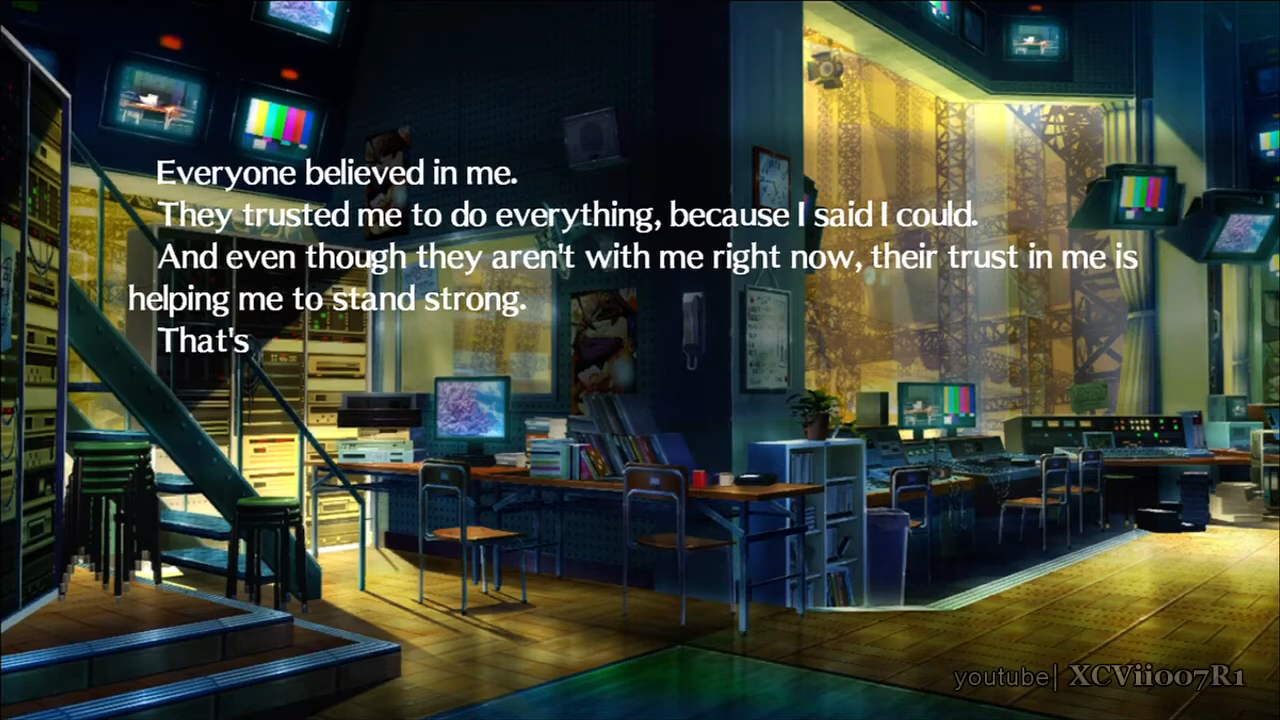 Everyone believed in me.
They trusted me to do everything, because I said I could.
And even though they aren't with me right now, their trust in me is
helping me to stand strong.
That's
youtube| XCVii007R1